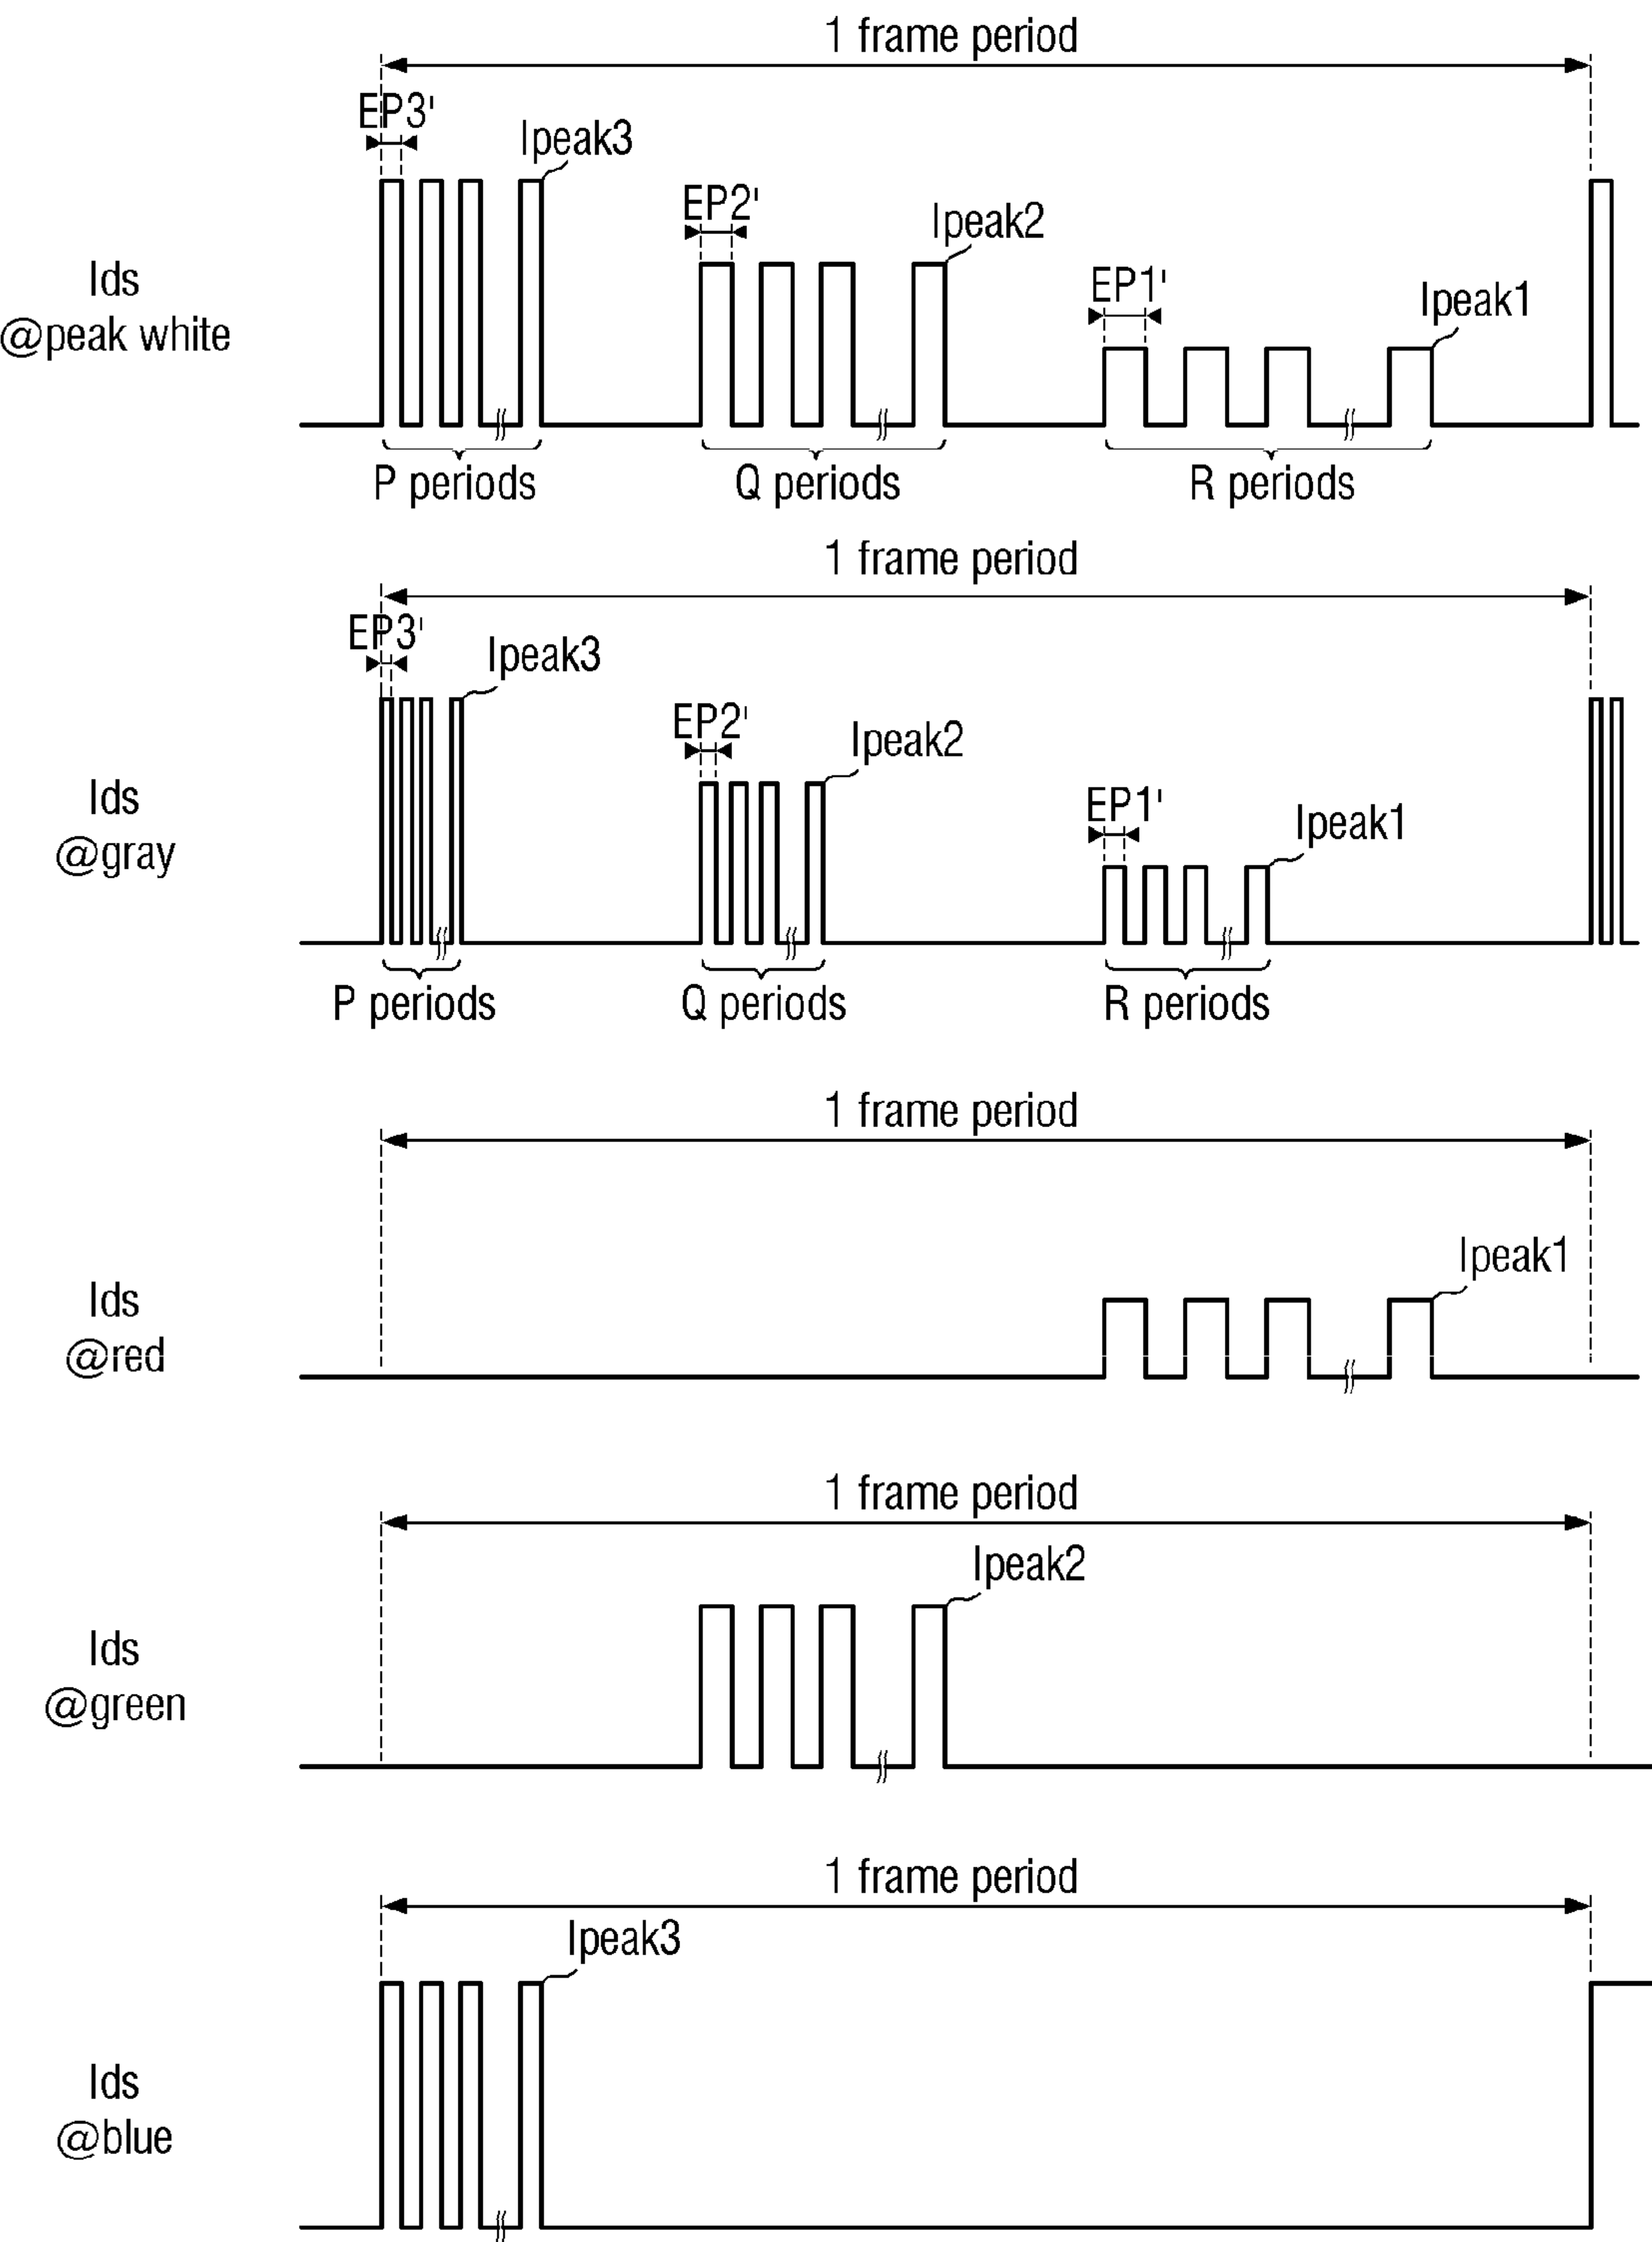 1 frame period
EP3'
Ipeak3
EP2'
Ipeak2
EP1'
Ipeak1
Ids
@peak white
P periods
Q periods
R periods
1 frame period
EP3'
Ipeak3
EP2'
Ipeak2
EP1'
Ipeak1
Ids
@gray
P periods
Q periods
R periods
1 frame period
Ipeak1
Ids
@red
1 frame period
Ipeak2
Ids
@green
1 frame period
Ipeak3
Ids
@blue